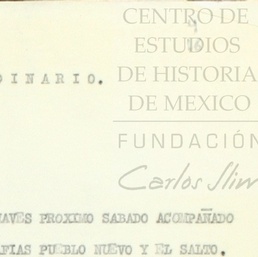 CENTRO DE
ESTUDIOS
DINARIO.
DE HISTORIA
DE MEXICO
FUNDACIÓN
Carlos Slim
AVES PROXIMO SABADO ACOMPAÑADO
AFIAS PUEBLO NUEVO Y EL SALTO.